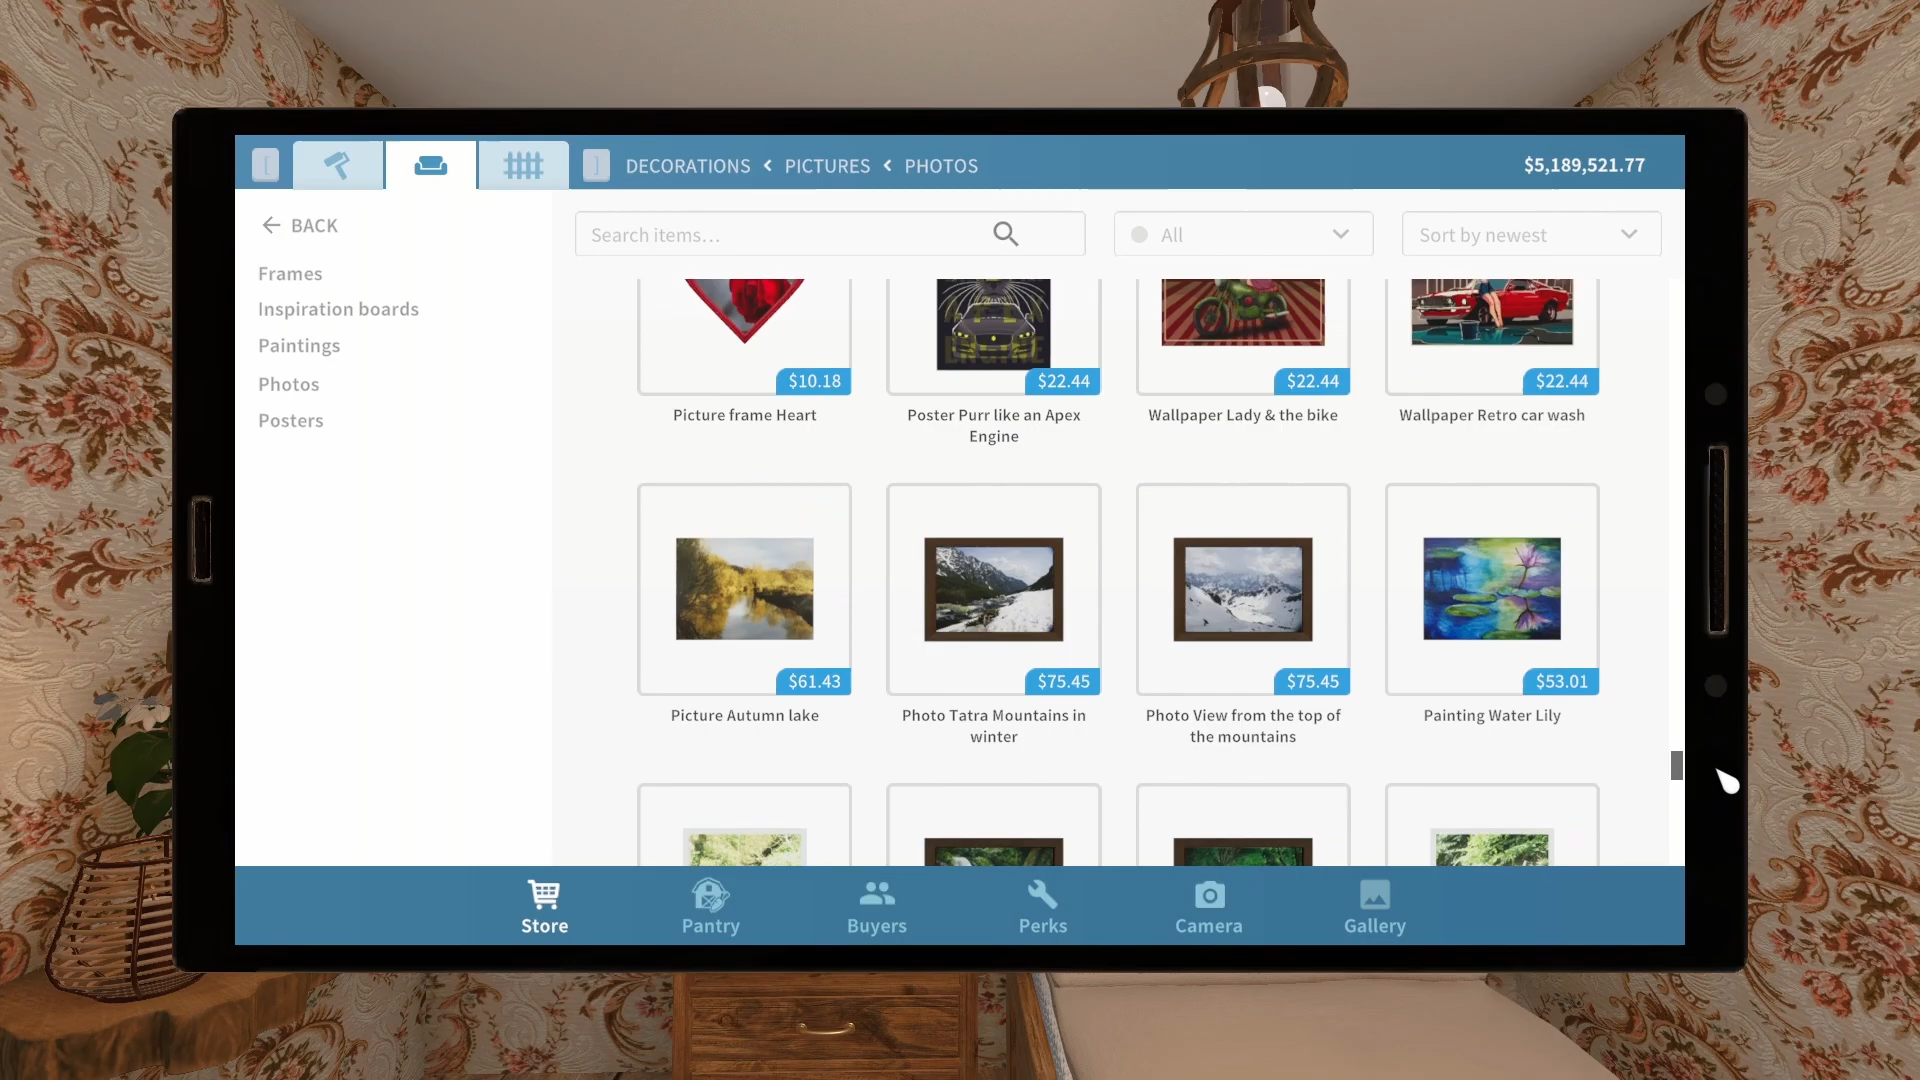 [
]
DECORATIONS < PICTURES < PHOTOS
$5,189,521.77
BACK
Frames
Inspiration boards
Paintings
Photos
Posters
Search items...
All
Sort by newest
ENGINE
$10.18
$22.44
$22.44
$22.44
Picture frame Heart
Poster Purr like an Apex
Engine
Wallpaper Lady & the bike
Wallpaper Retro car wash
$61.43
$75.45
$75.45
$53.01
Picture Autumn lake
Photo Tatra Mountains in
winter
Photo View from the top of
the mountains
Painting Water Lily
Store
Pantry
Buyers
Perks
Camera
Gallery